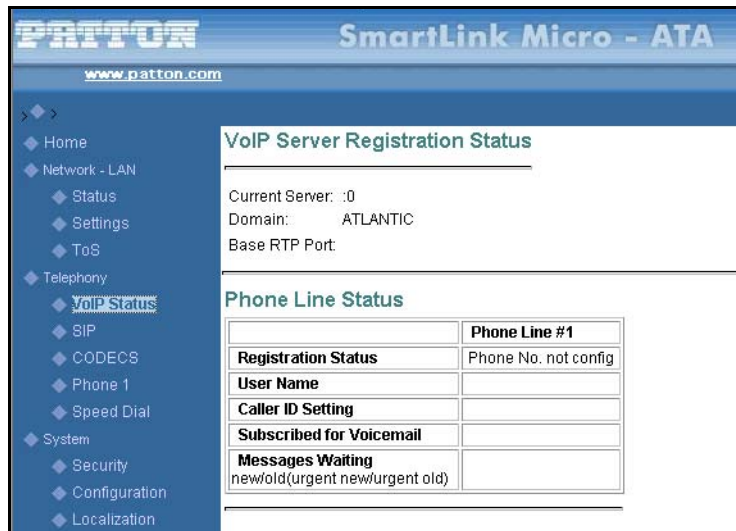 PATTON
SmartLink Micro - ATA
www.patton.com
> >
Home
Network - LAN
Status
Settings
ToS
Telephony
VoIP Status
SIP
CODECS
Phone 1
Speed Dial
System
Security
Configuration
Localization
VoIP Server Registration Status
Current Server: :0
Domain: ATLANTIC
Base RTP Port:
Phone Line Status
Phone Line #1
Registration Status Phone No. not config
User Name
Caller ID Setting
Subscribed for Voicemail
Messages Waiting
new/old(urgent new/urgent old)